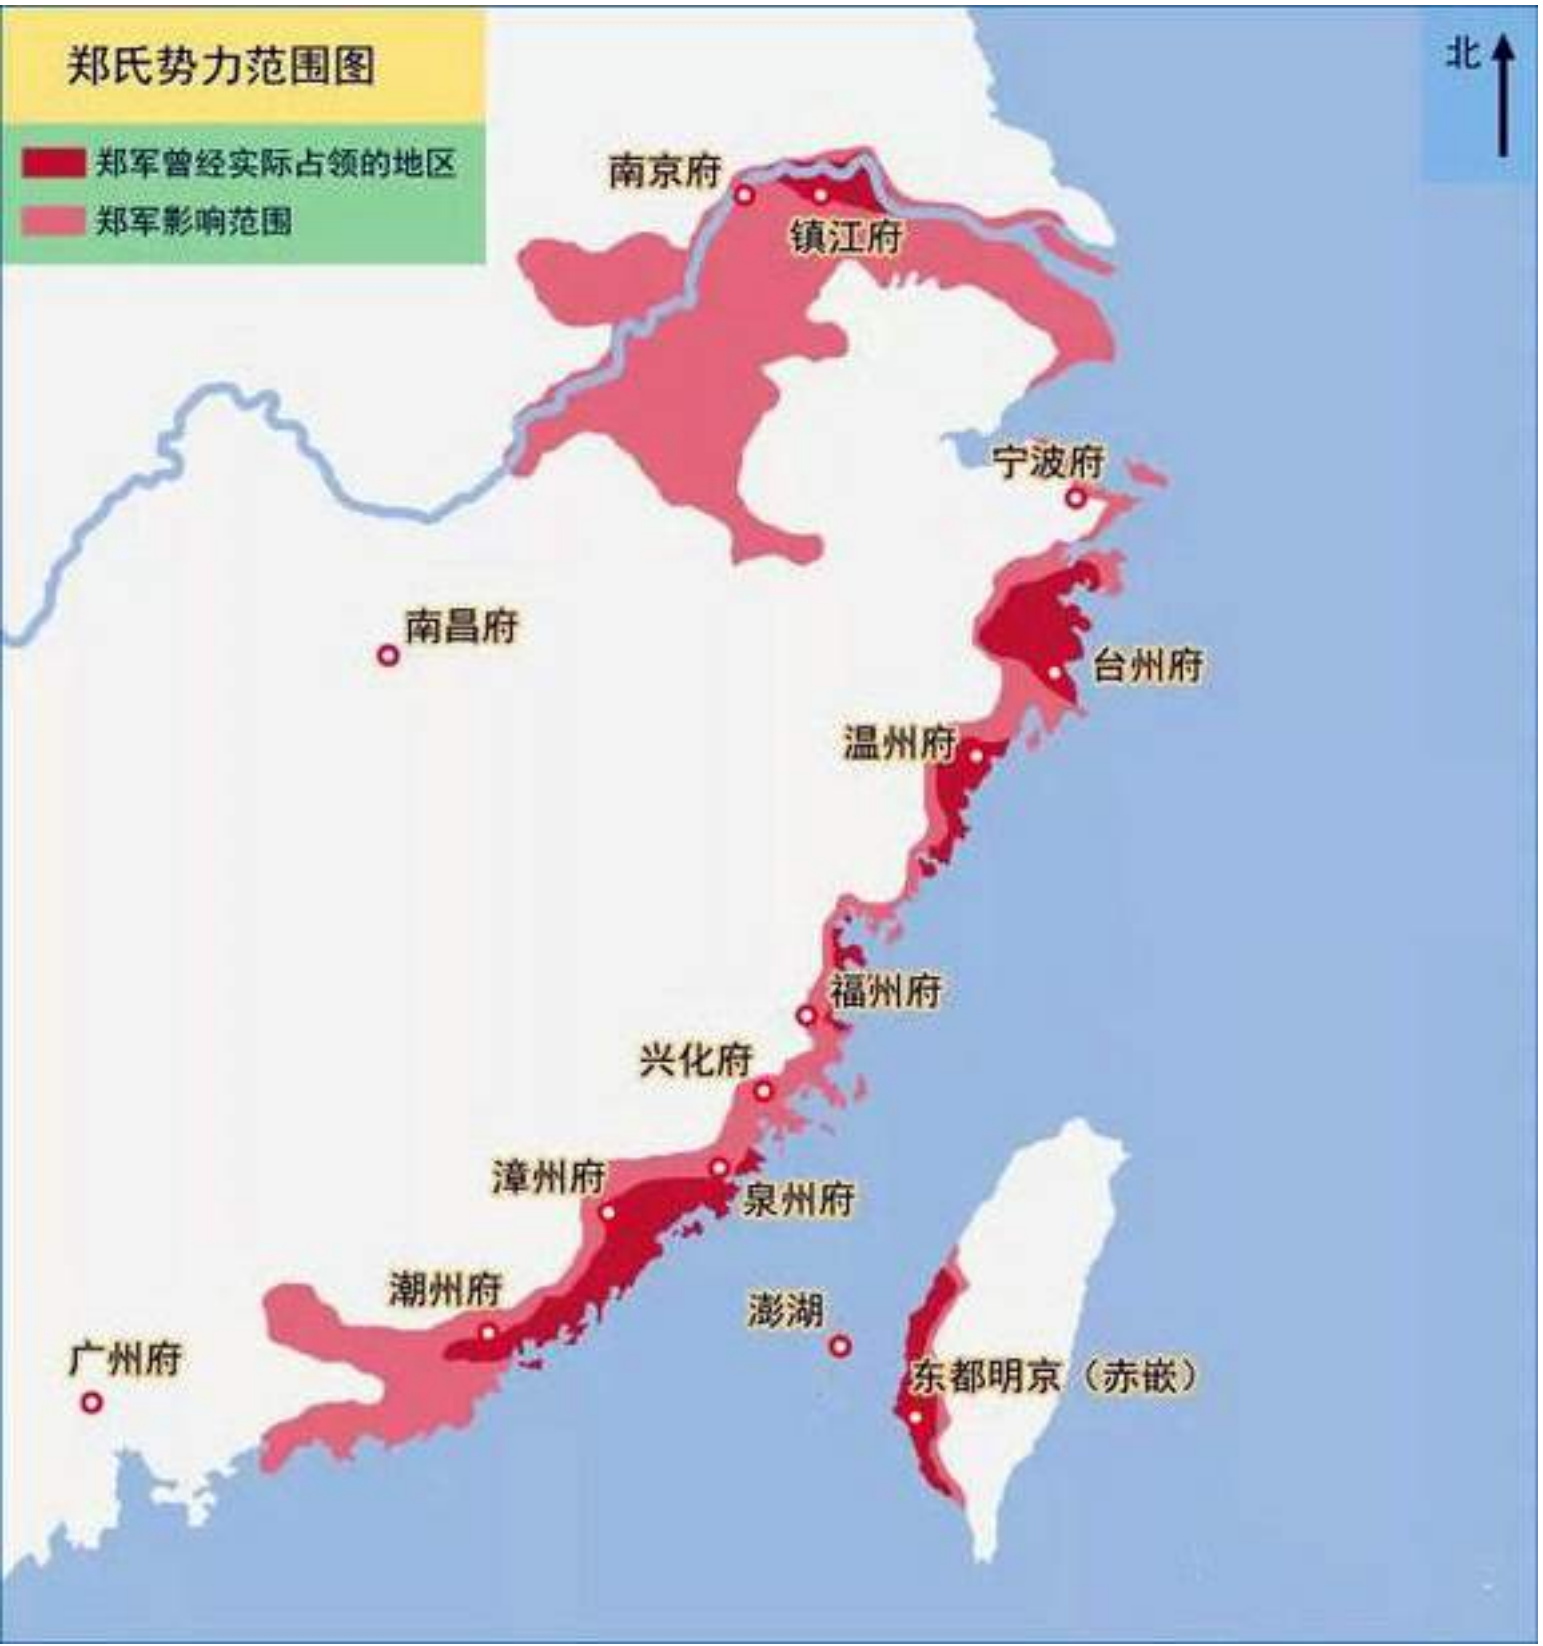 郑氏势力范围图
北
郑军曾经实际占领的地区
郑军影响范围
南京府
镇江府
宁波府
南昌府
台州府
温州府
福州府
兴化府
漳州府
泉州府
潮州府
澎湖
广州府
东都明京（赤嵌）